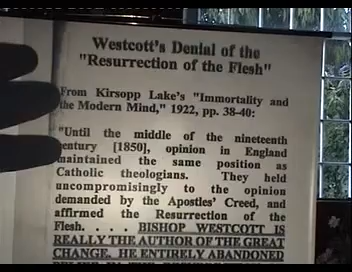 Westcott's Denial of the
"Resurrection of the Flesh"
From Kirsopp Lake's "Immortality and
the Modern Mind," 1922, pp. 38-40:
"Until the middle of the nineteenth
century [1850], opinion in England
maintained the same position as
Catholic theologians. They held
uncompromisingly to the opinion
demanded by the Apostles' Creed, and
affirmed the Resurrection of the
Flesh. . . . . BISHOP WESTCOTT IS
REALLY THE AUTHOR OF THE GREAT
CHANGE. HE ENTIRELY ABANDONED